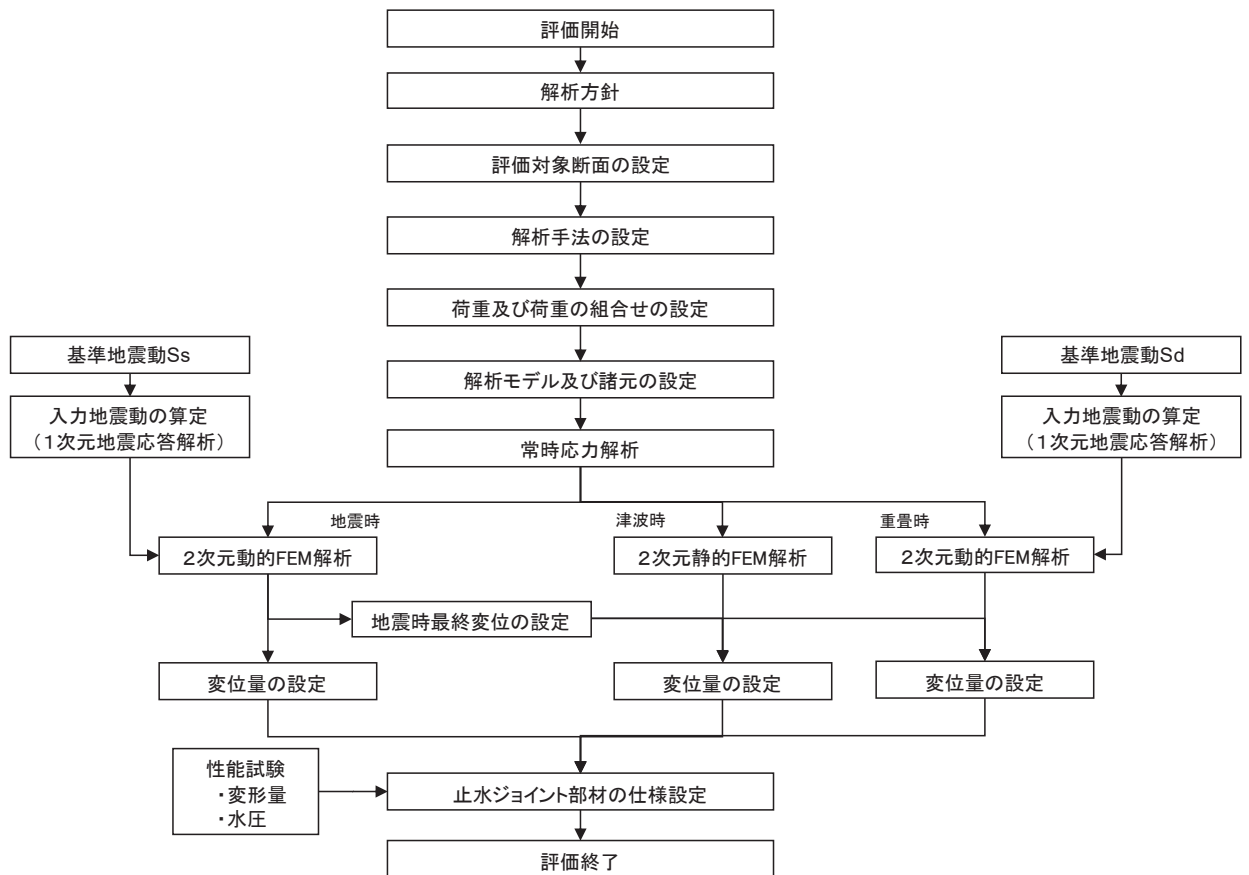 評価開始
解析方針
評価対象断面の設定
解析手法の設定
荷重及び荷重の組合せの設定
基準地震動Ss
基準地震動Sd
解析モデル及び諸元の設定
入力地震動の算定
(1次元地震応答解析)
入力地震動の算定
(1次元地震応答解析)
常時応力解析
地震時
津波時
重畳時
2次元動的FEM解析
2次元静的FEM解析
2次元動的FEM解析
地震時最終変位の設定
変位量の設定
変位量の設定
変位量の設定
性能試験
・変形量
・水圧
止水ジョイント部材の仕様設定
評価終了